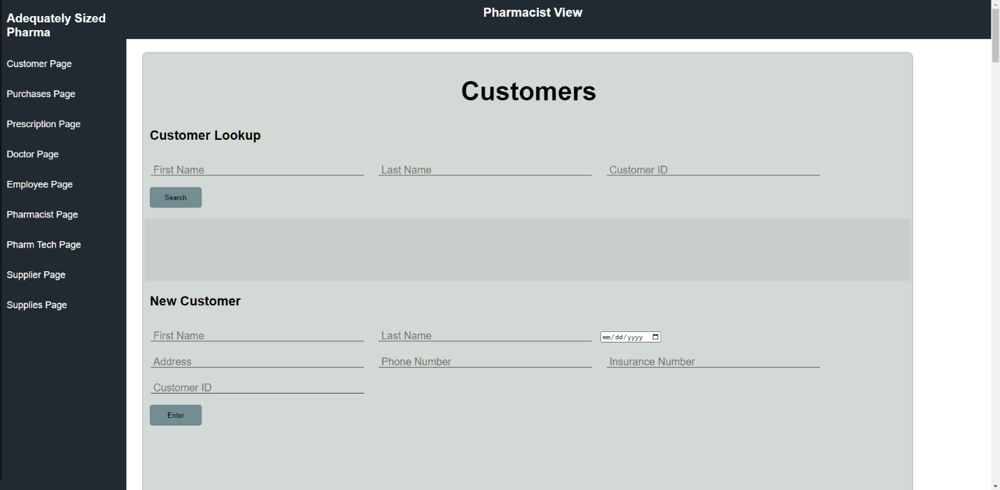 Adequately Sized
Pharma
Pharmacist View
Customer Page
Purchases Page
Prescription Page
Doctor Page
Employee Page
Pharmacist Page
Pharm Tech Page
Supplier Page
Supplies Page
Customers
Customer Lookup
First Name Last Name Customer ID
Search
New Customer
First Name Last Name mm/dd/yyyy
Address Phone Number Insurance Number
Customer ID
Enter